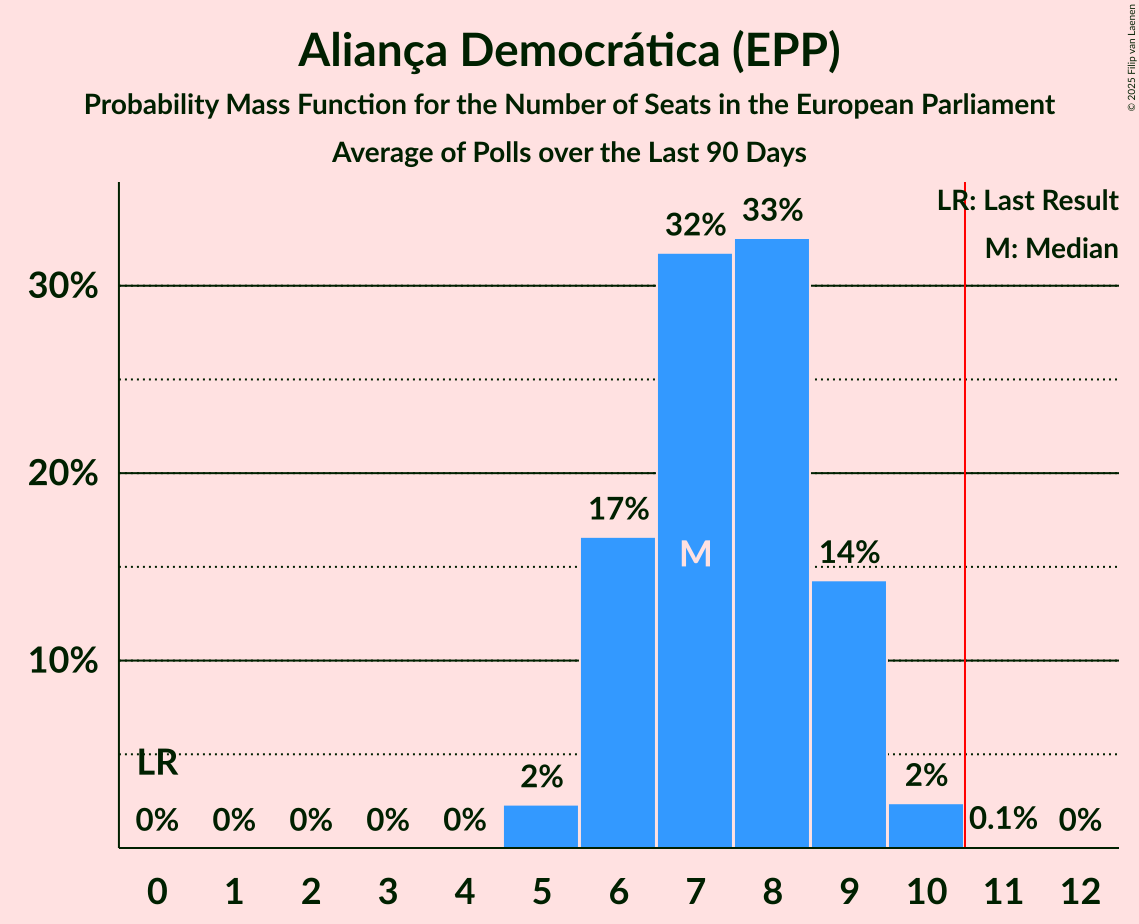 Aliança Democrática (EPP)
Probability Mass Function for the Number of Seats in the European Parliament
Average of Polls over the Last 90 Days
© 2025 Filip van Laenen
LR: Last Result
M: Median
33%
32%
30%
20%
17%
M
14%
10%
LR
2%
2%
0%
0%
0%
0%
0%
0.1%
0%
0 1 2 3 4 5 6 7 8 9 10 11 12